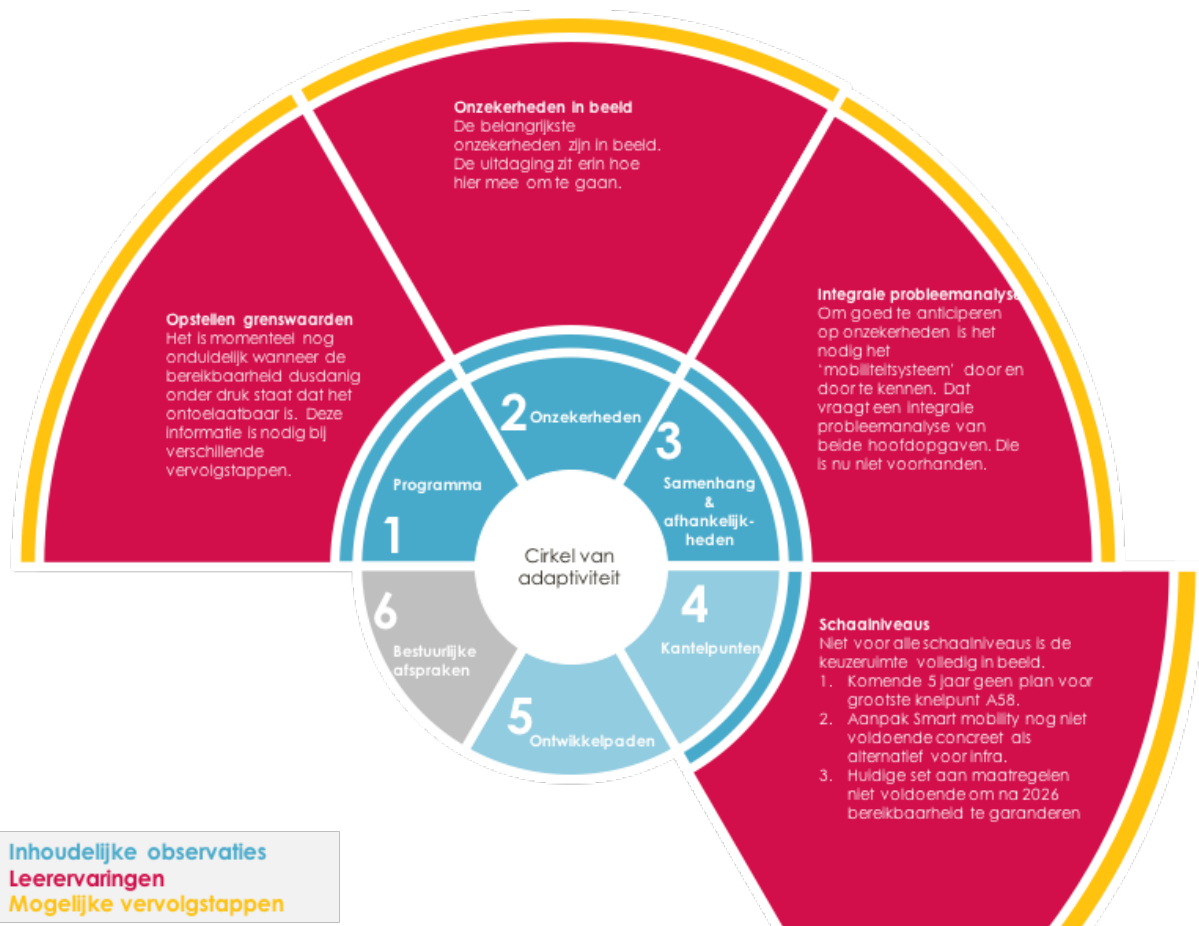 Onzekerheden in beeld
De belangrijkste
onzekerheden zijn in beeld.
De uitdaging zit erin hoe
hier mee om te gaan.
Opstellen grenswaarden
Het is momenteel nog
onduidelijk wanneer de
bereikbaarheid dusdanig
onder druk staat dat het
ontoelaatbaar is. Deze
informatie is nodig bij
verschillende
vervolgstappen.
Integrale probleemanalyse
Om goed te anticiperen
op onzekerheden is het
nodig het
'mobiliteitsysteem' door en
door te kennen. Dat
vraagt een integrale
probleemanalyse van
beide hoofdopgaven. Die
is nu niet voorhanden.
1
Programma
2 Onzekerheden
3
Samenhang
&
afhankelijk-
heden
Cirkel van
adaptiviteit
4
Kantelpunten
5
Ontwikkelpaden
6
Bestuurlijke
afspraken
Schaalniveaus
Niet voor alle schaalniveaus is de
keuzeruimte volledig in beeld.
1. Komende 5 jaar geen plan voor
grootste knelpunt A58.
2. Aanpak Smart mobility nog niet
voldoende concreet als
alternatief voor infra.
3. Huidige set aan maatregelen
niet voldoende om na 2026
bereikbaarheid te garanderen
Inhoudelijke observaties
Leerervaringen
Mogelijke vervolgstappen